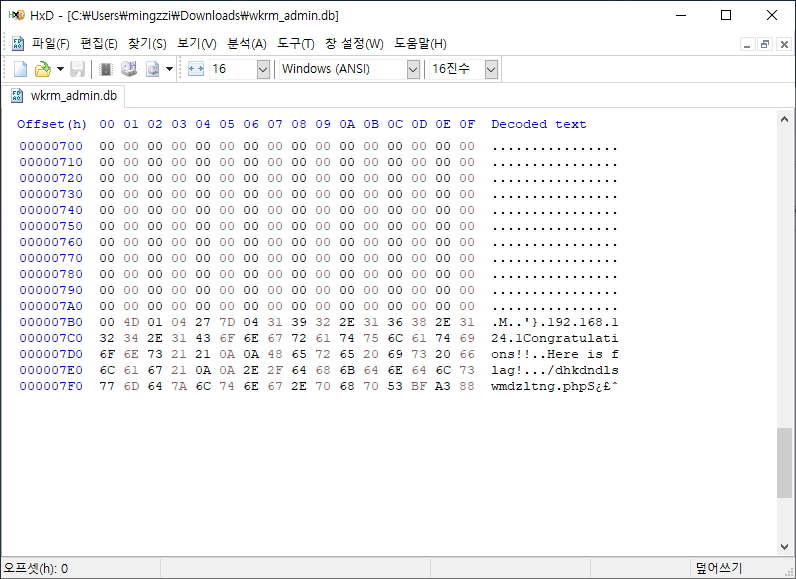 HxD - [C:₩Users₩mingzzi₩Downloads₩wkrm_admin.db]
파일(F) 편집(E) 찾기(S) 보기(V) 분석(A) 도구(T) 창 설정(W) 도움말(H)
16 Windows (ANSI) 16진수
wkrm_admin.db
Offset(h) 00 01 02 03 04 05 06 07 08 09 0A 0B 0C 0D 0E 0F Decoded text
00000700 00 00 00 00 00 00 00 00 00 00 00 00 00 00 00 00 ................
00000710 00 00 00 00 00 00 00 00 00 00 00 00 00 00 00 00 ................
00000720 00 00 00 00 00 00 00 00 00 00 00 00 00 00 00 00 ................
00000730 00 00 00 00 00 00 00 00 00 00 00 00 00 00 00 00 ................
00000740 00 00 00 00 00 00 00 00 00 00 00 00 00 00 00 00 ................
00000750 00 00 00 00 00 00 00 00 00 00 00 00 00 00 00 00 ................
00000760 00 00 00 00 00 00 00 00 00 00 00 00 00 00 00 00 ................
00000770 00 00 00 00 00 00 00 00 00 00 00 00 00 00 00 00 ................
00000780 00 00 00 00 00 00 00 00 00 00 00 00 00 00 00 00 ................
00000790 00 00 00 00 00 00 00 00 00 00 00 00 00 00 00 00 ................
000007A0 00 00 00 00 00 00 00 00 00 00 00 00 00 00 00 00 ................
000007B0 00 4D 01 04 27 7D 04 31 39 32 2E 31 36 38 2E 31 .M..'}.192.168.1
000007C0 32 34 2E 31 43 6F 6E 67 72 61 74 75 6C 61 74 69 24.1Congratulati
000007D0 6F 6E 73 21 21 0A 0A 48 65 72 65 20 69 73 20 66 ons!!..Here is f
000007E0 6C 61 67 21 0A 0A 2E 2F 64 68 6B 64 6E 64 6C 73 lag!.../dhkdndls
000007F0 77 6D 64 7A 6C 74 6E 67 2E 70 68 70 53 BF A3 88 wmdzltng.phpS¿£ˆ
오프셋(h): 0 덮어쓰기